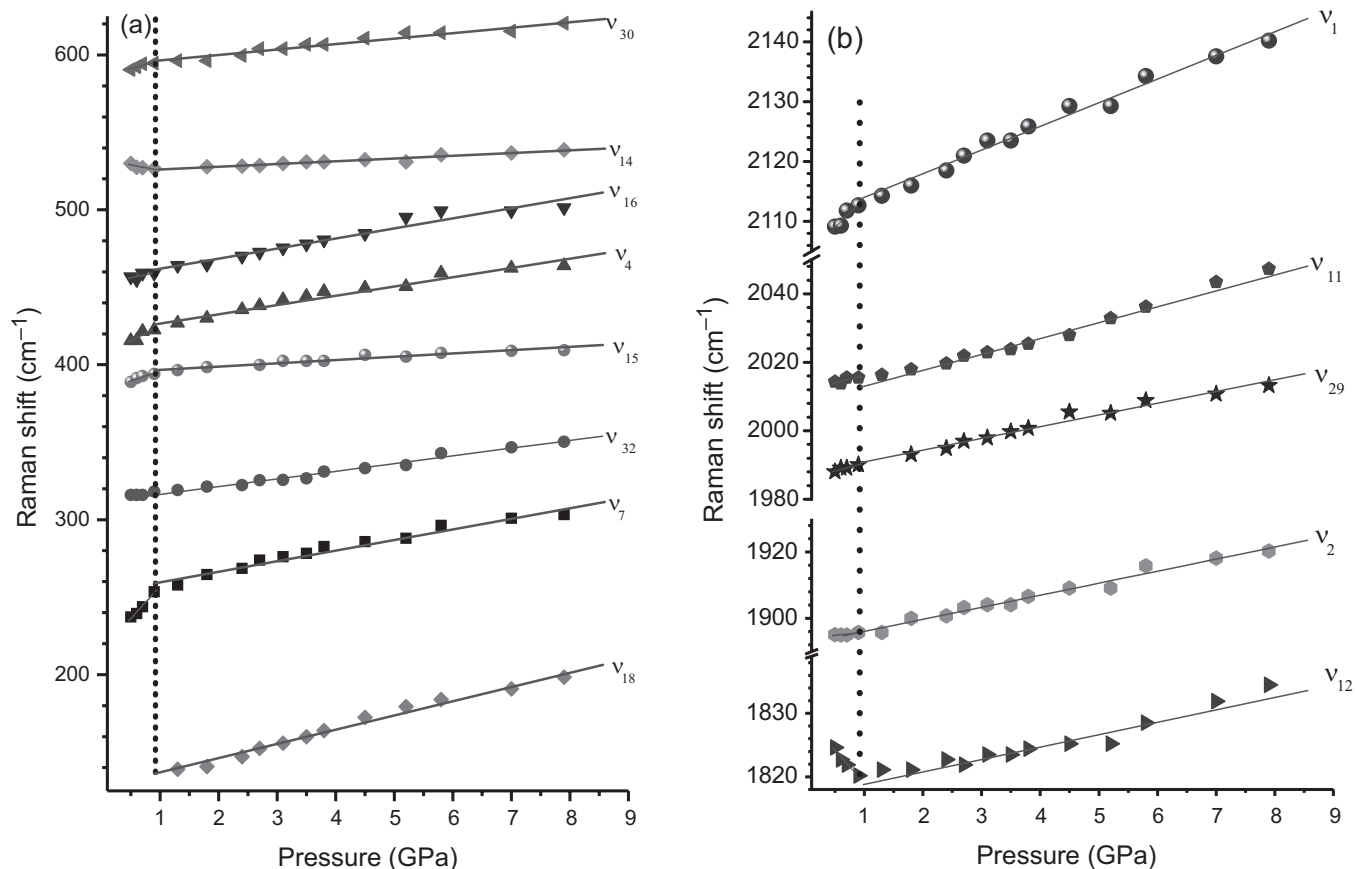 (a)
Raman shift (cm⁻¹)
600
500
400
300
200
ν₃₀
ν₁₄
ν₁₆
ν₄
ν₁₅
ν₃₂
ν₇
ν₁₈
1 2 3 4 5 6 7 8 9
Pressure (GPa)
(b)
Raman shift (cm⁻¹)
2140
2130
2120
2110
2040
2020
2000
1980
1920
1900
1830
1820
ν₁
ν₁₁
ν₂₉
ν₂
ν₁₂
1 2 3 4 5 6 7 8 9
Pressure (GPa)